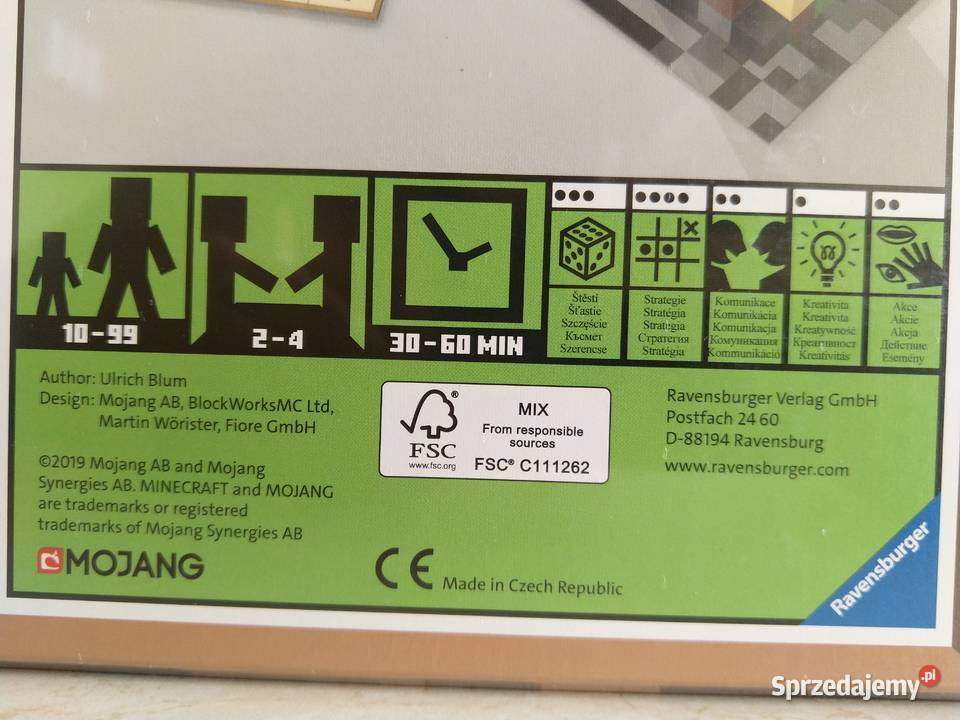 10-99
2-4
30-60 MIN
Štěstí
Šťastie
Szczęście
Късмет
Szerencse
Strategie
Stratégia
Strategia
Стратегия
Stratégia
Komunikace
Komunikácia
Komunikacja
Комуникация
Kommunikáció
Kreativita
Kreativita
Kreatywność
Креативност
Kreativitás
Akce
Akcie
Akcja
Действие
Esemény
Author: Ulrich Blum
Design: Mojang AB, BlockWorksMC Ltd,
Martin Wörister, Fiore GmbH
©2019 Mojang AB and Mojang
Synergies AB. MINECRAFT and MOJANG
are trademarks or registered
trademarks of Mojang Synergies AB
MOJANG
FSC®
www.fsc.org
MIX
From responsible
sources
FSC® C111262
CE Made in Czech Republic
Ravensburger Verlag GmbH
Postfach 24 60
D-88194 Ravensburg
www.ravensburger.com
Ravensburger
Sprzedajemy.pl